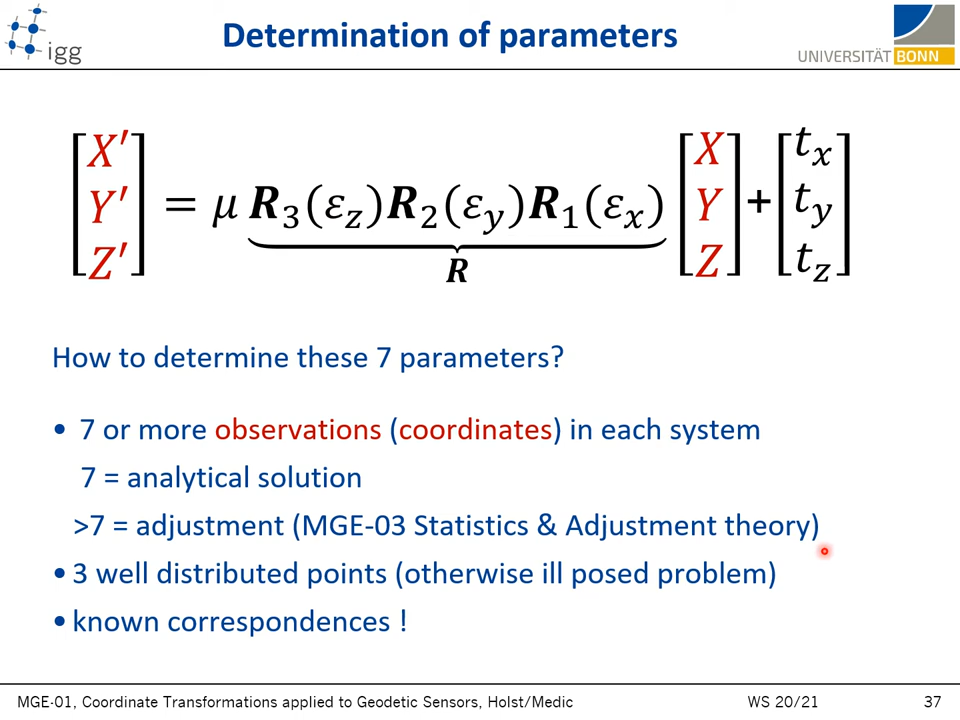 Determination of parameters
igg
UNIVERSITÄT BONN
[X′ Y′ Z′] = μ R₃(εz)R₂(εy)R₁(εx) [X Y Z] + [tx ty tz]
R
How to determine these 7 parameters?
• 7 or more observations (coordinates) in each system
7 = analytical solution
>7 = adjustment (MGE-03 Statistics & Adjustment theory)
• 3 well distributed points (otherwise ill posed problem)
• known correspondences !
MGE-01, Coordinate Transformations applied to Geodetic Sensors, Holst/Medic WS 20/21 37